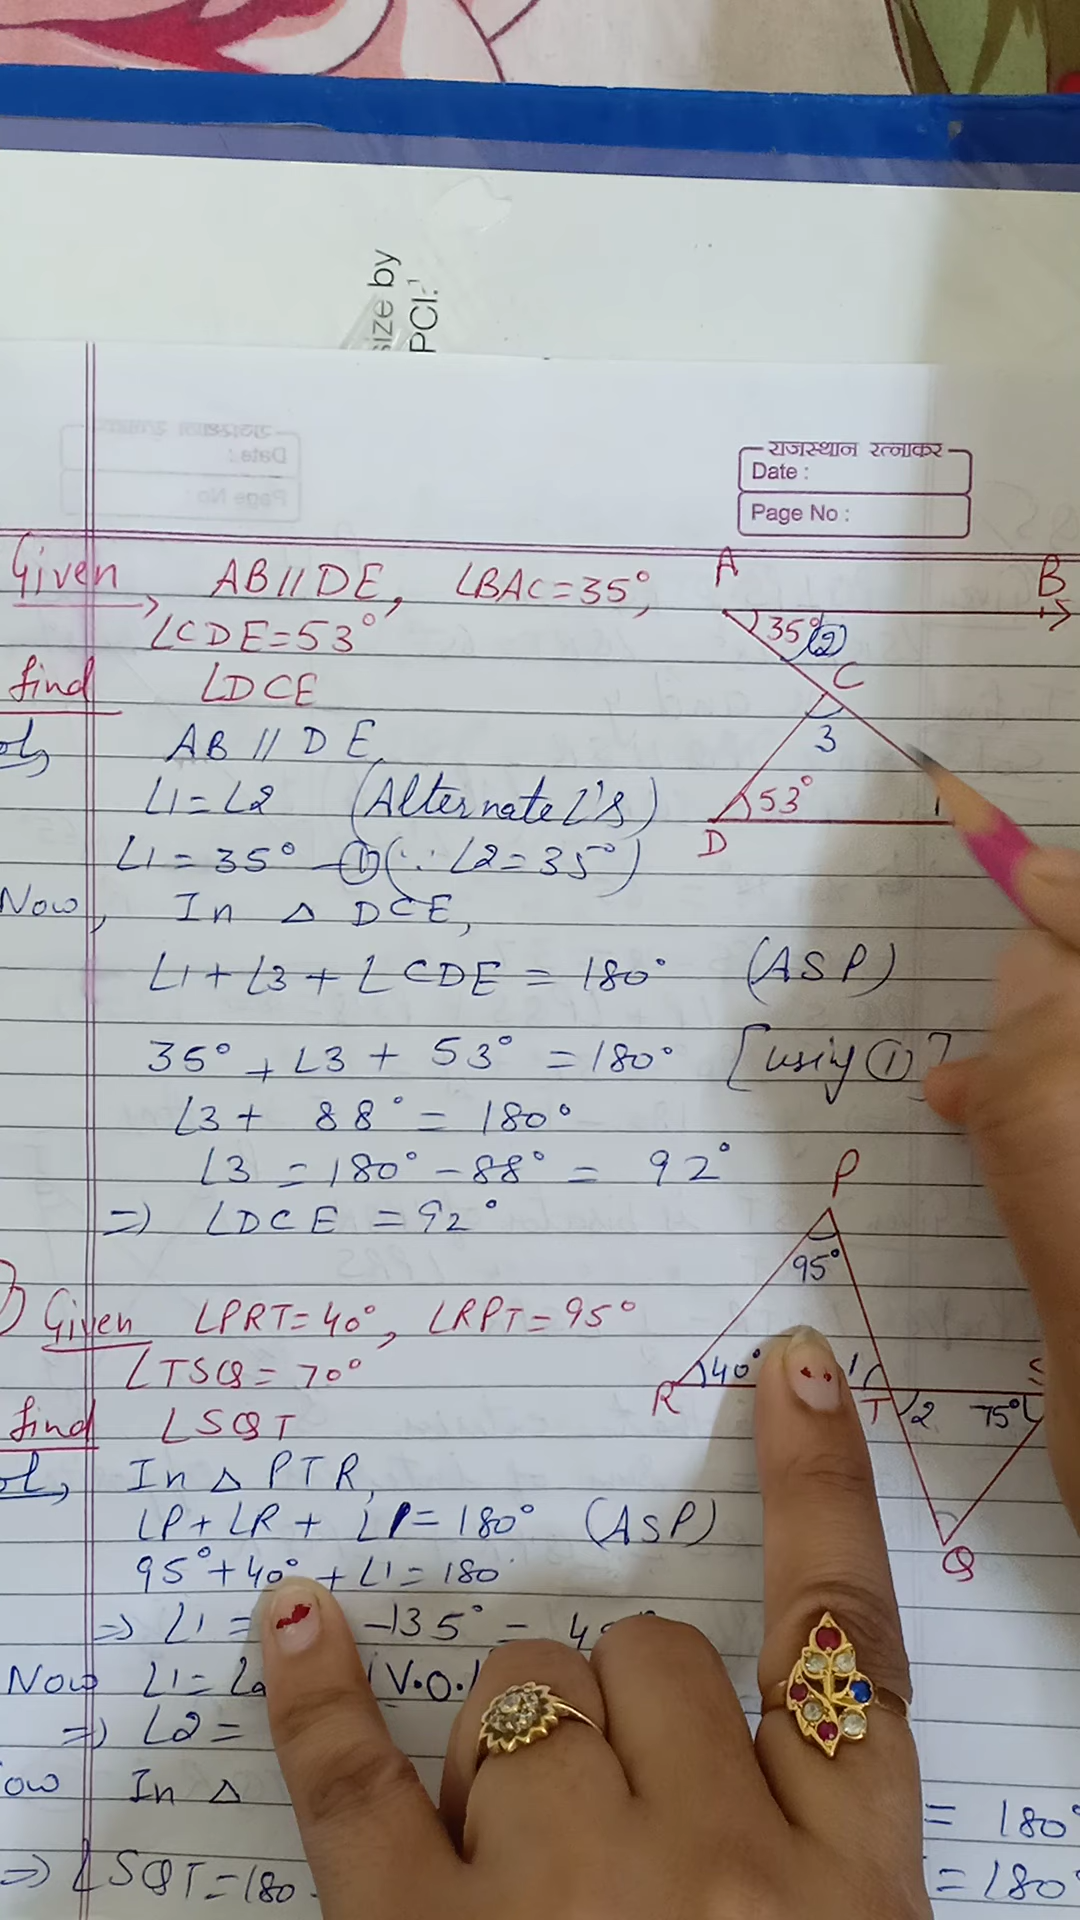 size by
PCI.
राजस्थान रत्नाकर
Date :
Page No :
Given AB//DE, ∠BAC=35°,
∠CDE=53°
find ∠DCE
AB // DE
∠1=∠2 (Alternate ∠'s)
∠1=35° — ① (∵ ∠2=35°)
Now, In △ DCE,
∠1+∠3+∠CDE = 180° (ASP)
35° + ∠3 + 53° = 180° [using ①]
∠3 + 88° = 180°
∠3 = 180° - 88° = 92°
⇒ ∠DCE = 92°
A B
35° (2)
C
3
53° 1
D
Given ∠PRT=40°, ∠RPT=95°
∠TSQ=70°
find ∠SQT
In △ PTR,
∠P+∠R+ ∠1=180° (ASP)
95°+40°+∠1=180
⇒ ∠1= -135° =
Now ∠1= (V.O.
⇒ ∠2=
In △ = 180°
⇒ ∠SQT=180 = 180°
P
95°
40° 1 S
R T 2 75°
Q